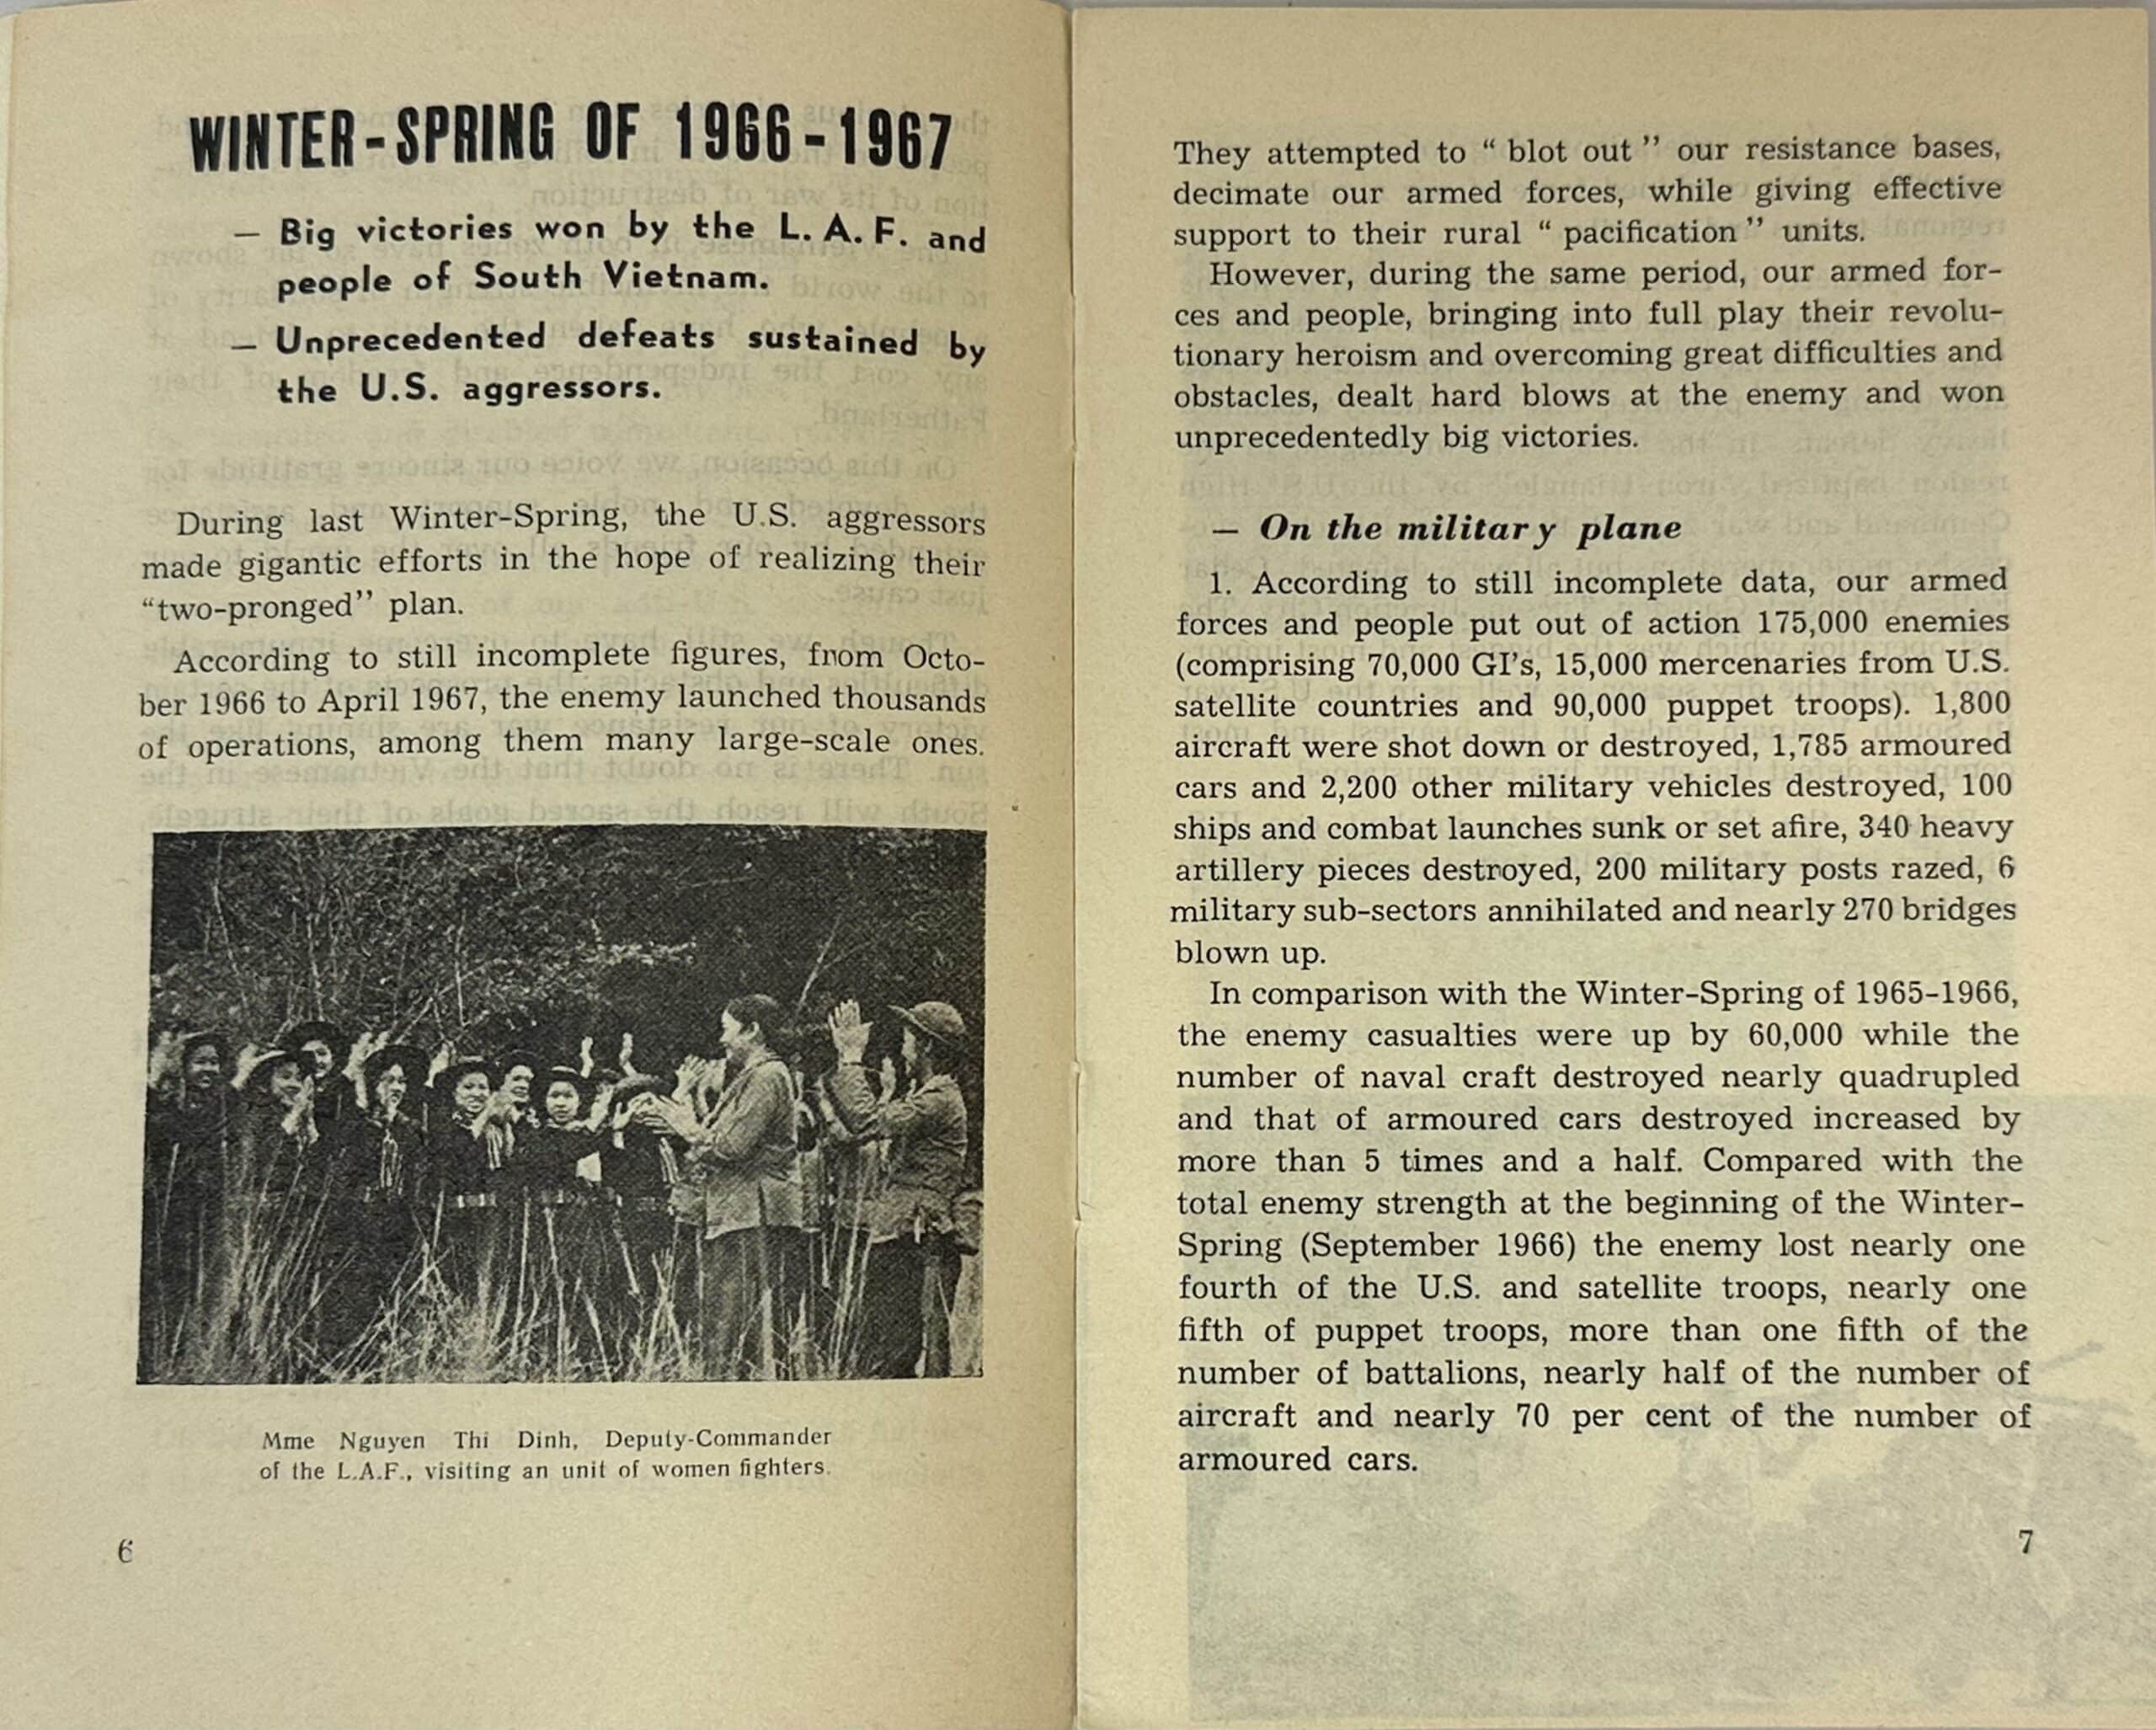 WINTER-SPRING OF 1966-1967
— Big victories won by the L. A. F. and
people of South Vietnam.
— Unprecedented defeats sustained by
the U.S. aggressors.
During last Winter-Spring, the U.S. aggressors
made gigantic efforts in the hope of realizing their
“two-pronged’’ plan.
According to still incomplete figures, from Octo-
ber 1966 to April 1967, the enemy launched thousands
of operations, among them many large-scale ones.
Mme Nguyen Thi Dinh, Deputy-Commander
of the L.A.F., visiting an unit of women fighters.
6
They attempted to “ blot out ’’ our resistance bases,
decimate our armed forces, while giving effective
support to their rural “ pacification ’’ units.
However, during the same period, our armed for-
ces and people, bringing into full play their revolu-
tionary heroism and overcoming great difficulties and
obstacles, dealt hard blows at the enemy and won
unprecedentedly big victories.
— On the military plane
1. According to still incomplete data, our armed
forces and people put out of action 175,000 enemies
(comprising 70,000 GI’s, 15,000 mercenaries from U.S.
satellite countries and 90,000 puppet troops). 1,800
aircraft were shot down or destroyed, 1,785 armoured
cars and 2,200 other military vehicles destroyed, 100
ships and combat launches sunk or set afire, 340 heavy
artillery pieces destroyed, 200 military posts razed, 6
military sub-sectors annihilated and nearly 270 bridges
blown up.
In comparison with the Winter-Spring of 1965-1966,
the enemy casualties were up by 60,000 while the
number of naval craft destroyed nearly quadrupled
and that of armoured cars destroyed increased by
more than 5 times and a half. Compared with the
total enemy strength at the beginning of the Winter-
Spring (September 1966) the enemy lost nearly one
fourth of the U.S. and satellite troops, nearly one
fifth of puppet troops, more than one fifth of the
number of battalions, nearly half of the number of
aircraft and nearly 70 per cent of the number of
armoured cars.
7